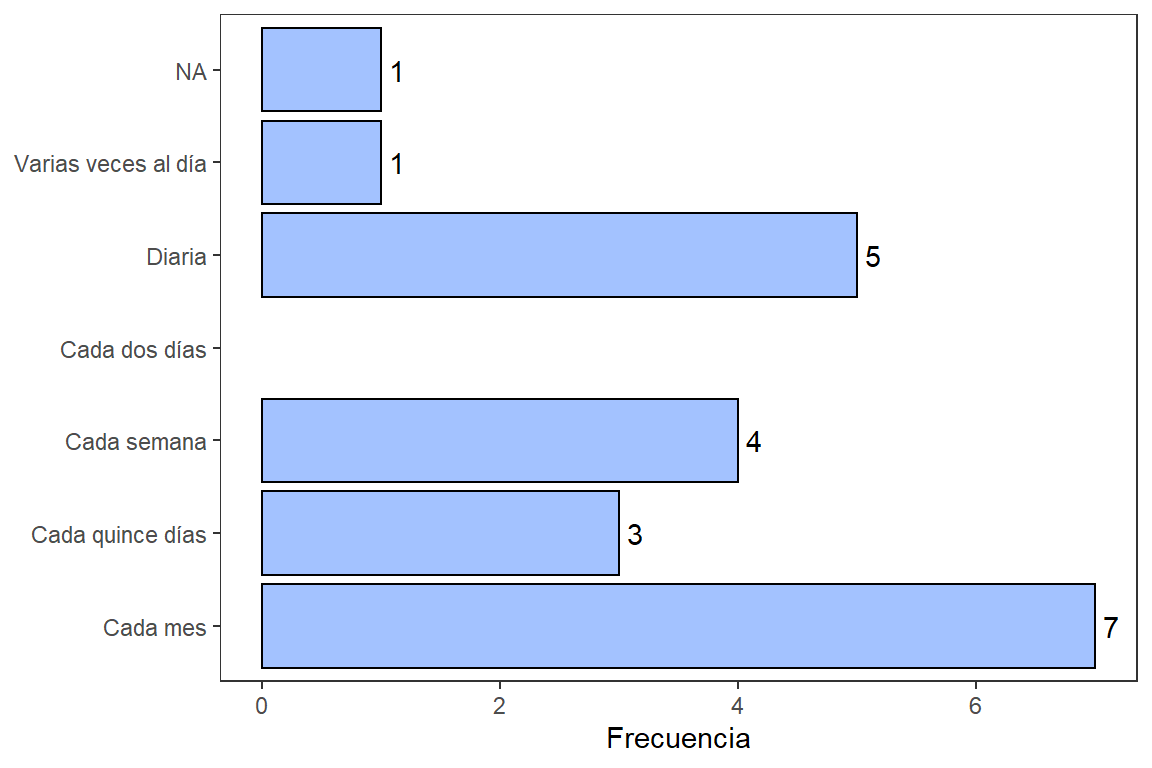 NA
1
Varias veces al día
1
Diaria
5
Cada dos días
Cada semana
4
Cada quince días
3
Cada mes
7
0 2 4 6
Frecuencia